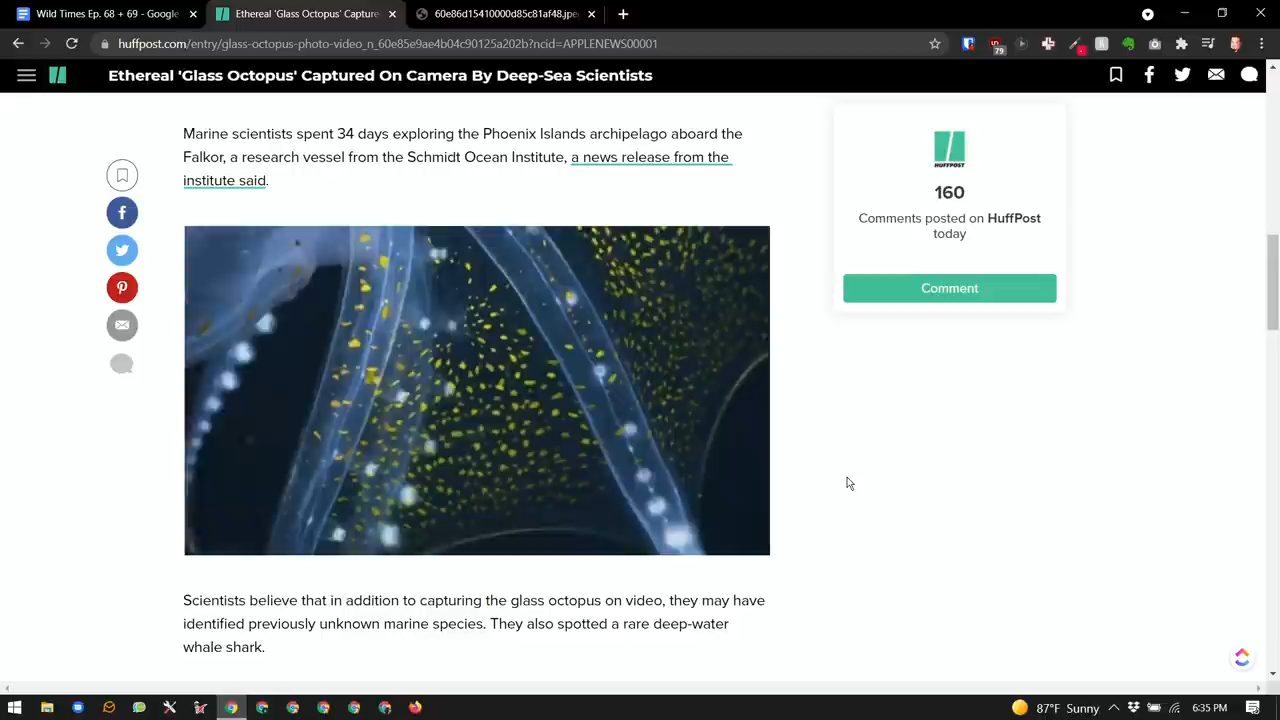 Wild Times Ep. 68 + 69 - Google
Ethereal 'Glass Octopus' Capture
60e86d15410000d85c81af48.jpe
huffpost.com/entry/glass-octopus-photo-video_n_60e85e9ae4b04c90125a202b?ncid=APPLENEWS00001
79
Ethereal 'Glass Octopus' Captured On Camera By Deep-Sea Scientists
Marine scientists spent 34 days exploring the Phoenix Islands archipelago aboard the
Falkor, a research vessel from the Schmidt Ocean Institute, a news release from the
institute said.
HUFFPOST
160
Comments posted on HuffPost
today
Comment
Scientists believe that in addition to capturing the glass octopus on video, they may have
identified previously unknown marine species. They also spotted a rare deep-water
whale shark.
87°F Sunny
6:35 PM